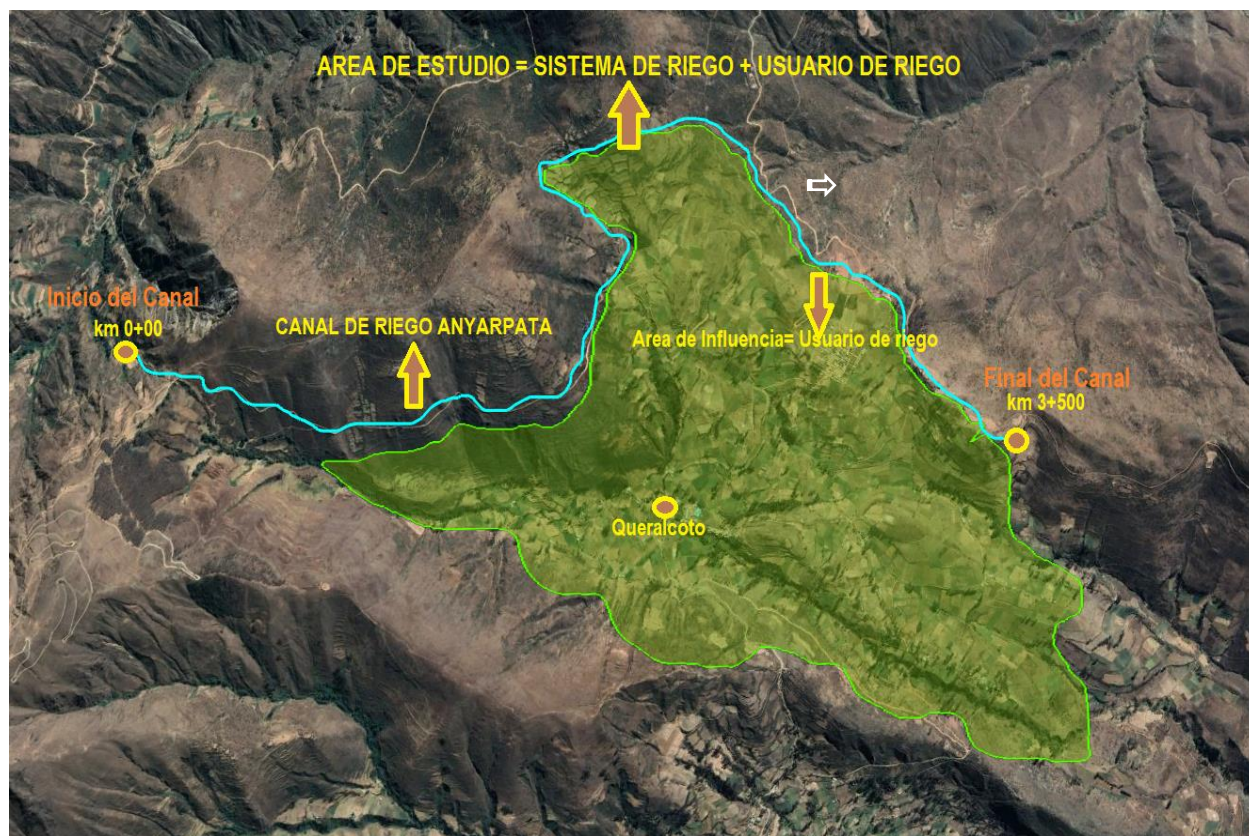 AREA DE ESTUDIO = SISTEMA DE RIEGO + USUARIO DE RIEGO
Inicio del Canal
km 0+00
CANAL DE RIEGO ANYARPATA
Area de Influencia= Usuario de riego
Final del Canal
km 3+500
Queralcoto